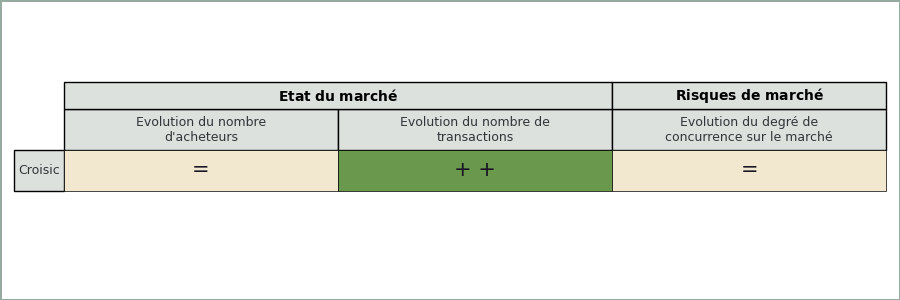 Etat du marché
Risques de marché
Evolution du nombre
d'acheteurs
Evolution du nombre de
transactions
Evolution du degré de
concurrence sur le marché
Croisic
=
+ +
=